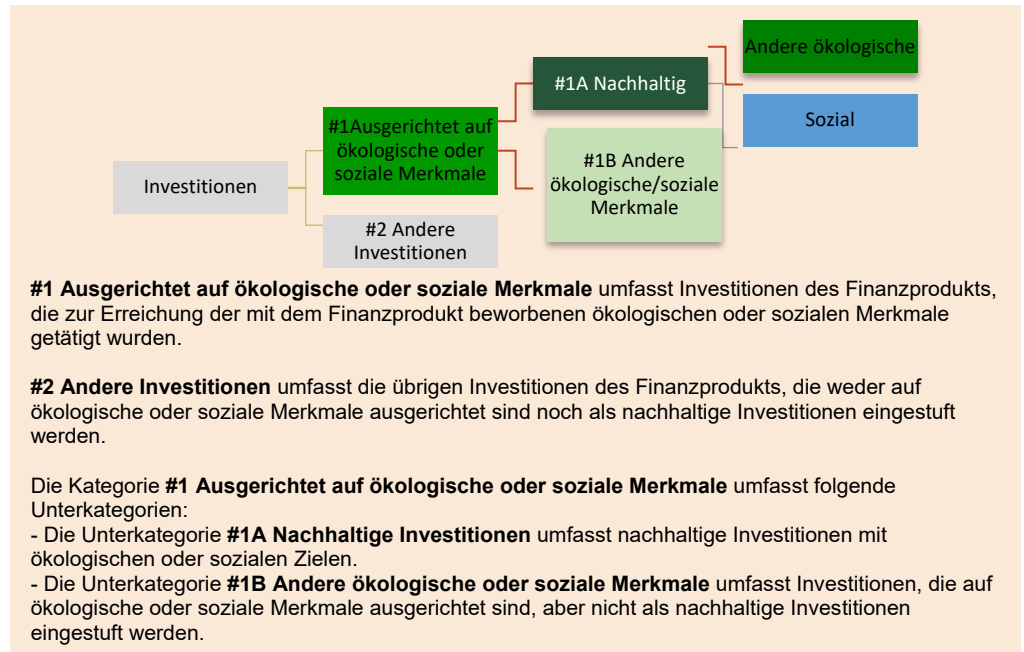 Andere ökologische
#1A Nachhaltig
Sozial
#1Ausgerichtet auf
ökologische oder
soziale Merkmale
#1B Andere
ökologische/soziale
Merkmale
Investitionen
#2 Andere
Investitionen
#1 Ausgerichtet auf ökologische oder soziale Merkmale umfasst Investitionen des Finanzprodukts,
die zur Erreichung der mit dem Finanzprodukt beworbenen ökologischen oder sozialen Merkmale
getätigt wurden.
#2 Andere Investitionen umfasst die übrigen Investitionen des Finanzprodukts, die weder auf
ökologische oder soziale Merkmale ausgerichtet sind noch als nachhaltige Investitionen eingestuft
werden.
Die Kategorie #1 Ausgerichtet auf ökologische oder soziale Merkmale umfasst folgende
Unterkategorien:
- Die Unterkategorie #1A Nachhaltige Investitionen umfasst nachhaltige Investitionen mit
ökologischen oder sozialen Zielen.
- Die Unterkategorie #1B Andere ökologische oder soziale Merkmale umfasst Investitionen, die auf
ökologische oder soziale Merkmale ausgerichtet sind, aber nicht als nachhaltige Investitionen
eingestuft werden.